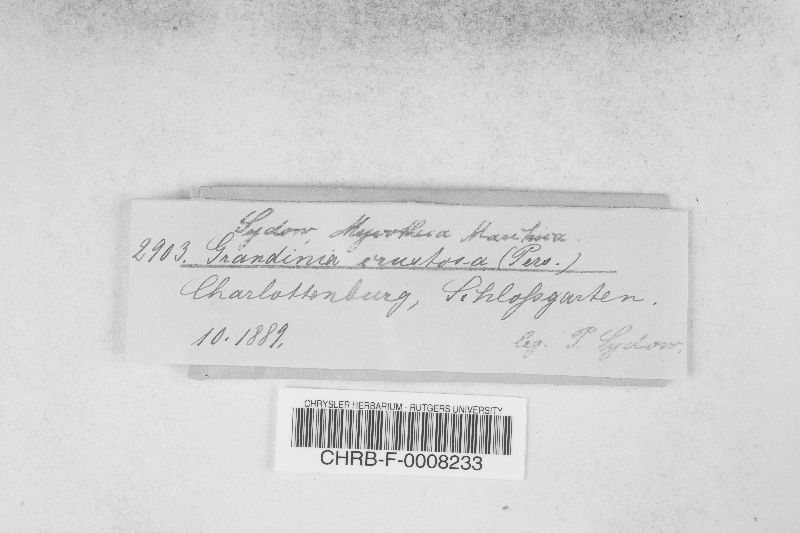 Sydow Mycotheca Marchica.
2903. Grandinia crustosa (Pers.)
Charlottenburg, Schloßgarten.
10. 1889.
leg. P. Sydow.
CHRYSLER HERBARIUM - RUTGERS UNIVERSITY
CHRB-F-0008233